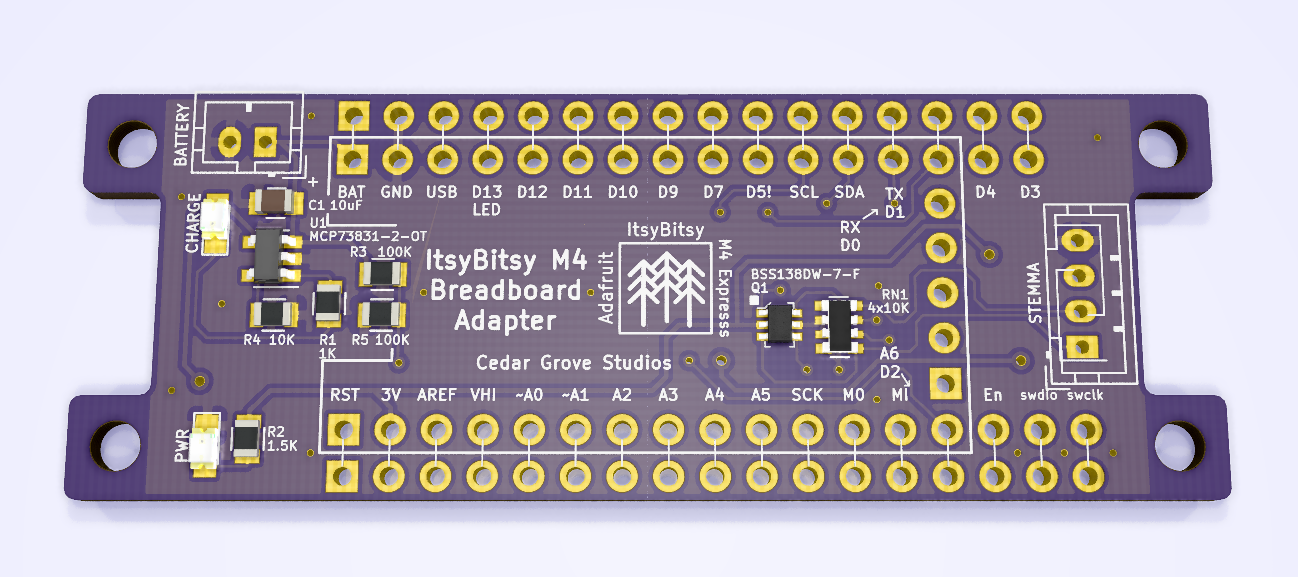 BATTERY
+
BAT GND USB D13 D12 D11 D10 D9 D7 D5! SCL SDA TX D4 D3
LED
D1
RX
D0
CHARGE
C1 10uF
U1
MCP73831-2-OT
R3 100K
R4 10K
R1
1K
R5 100K
ItsyBitsy M4
Breadboard
Adapter
ItsyBitsy
Adafruit
M4 Expresss
BSS138DW-7-F
Q1
RN1
4x10K
STEMMA
Cedar Grove Studios
A6
D2
RST 3V AREF VHI ~A0 ~A1 A2 A3 A4 A5 SCK MO MI En swdio swclk
PWR
R2
1.5K